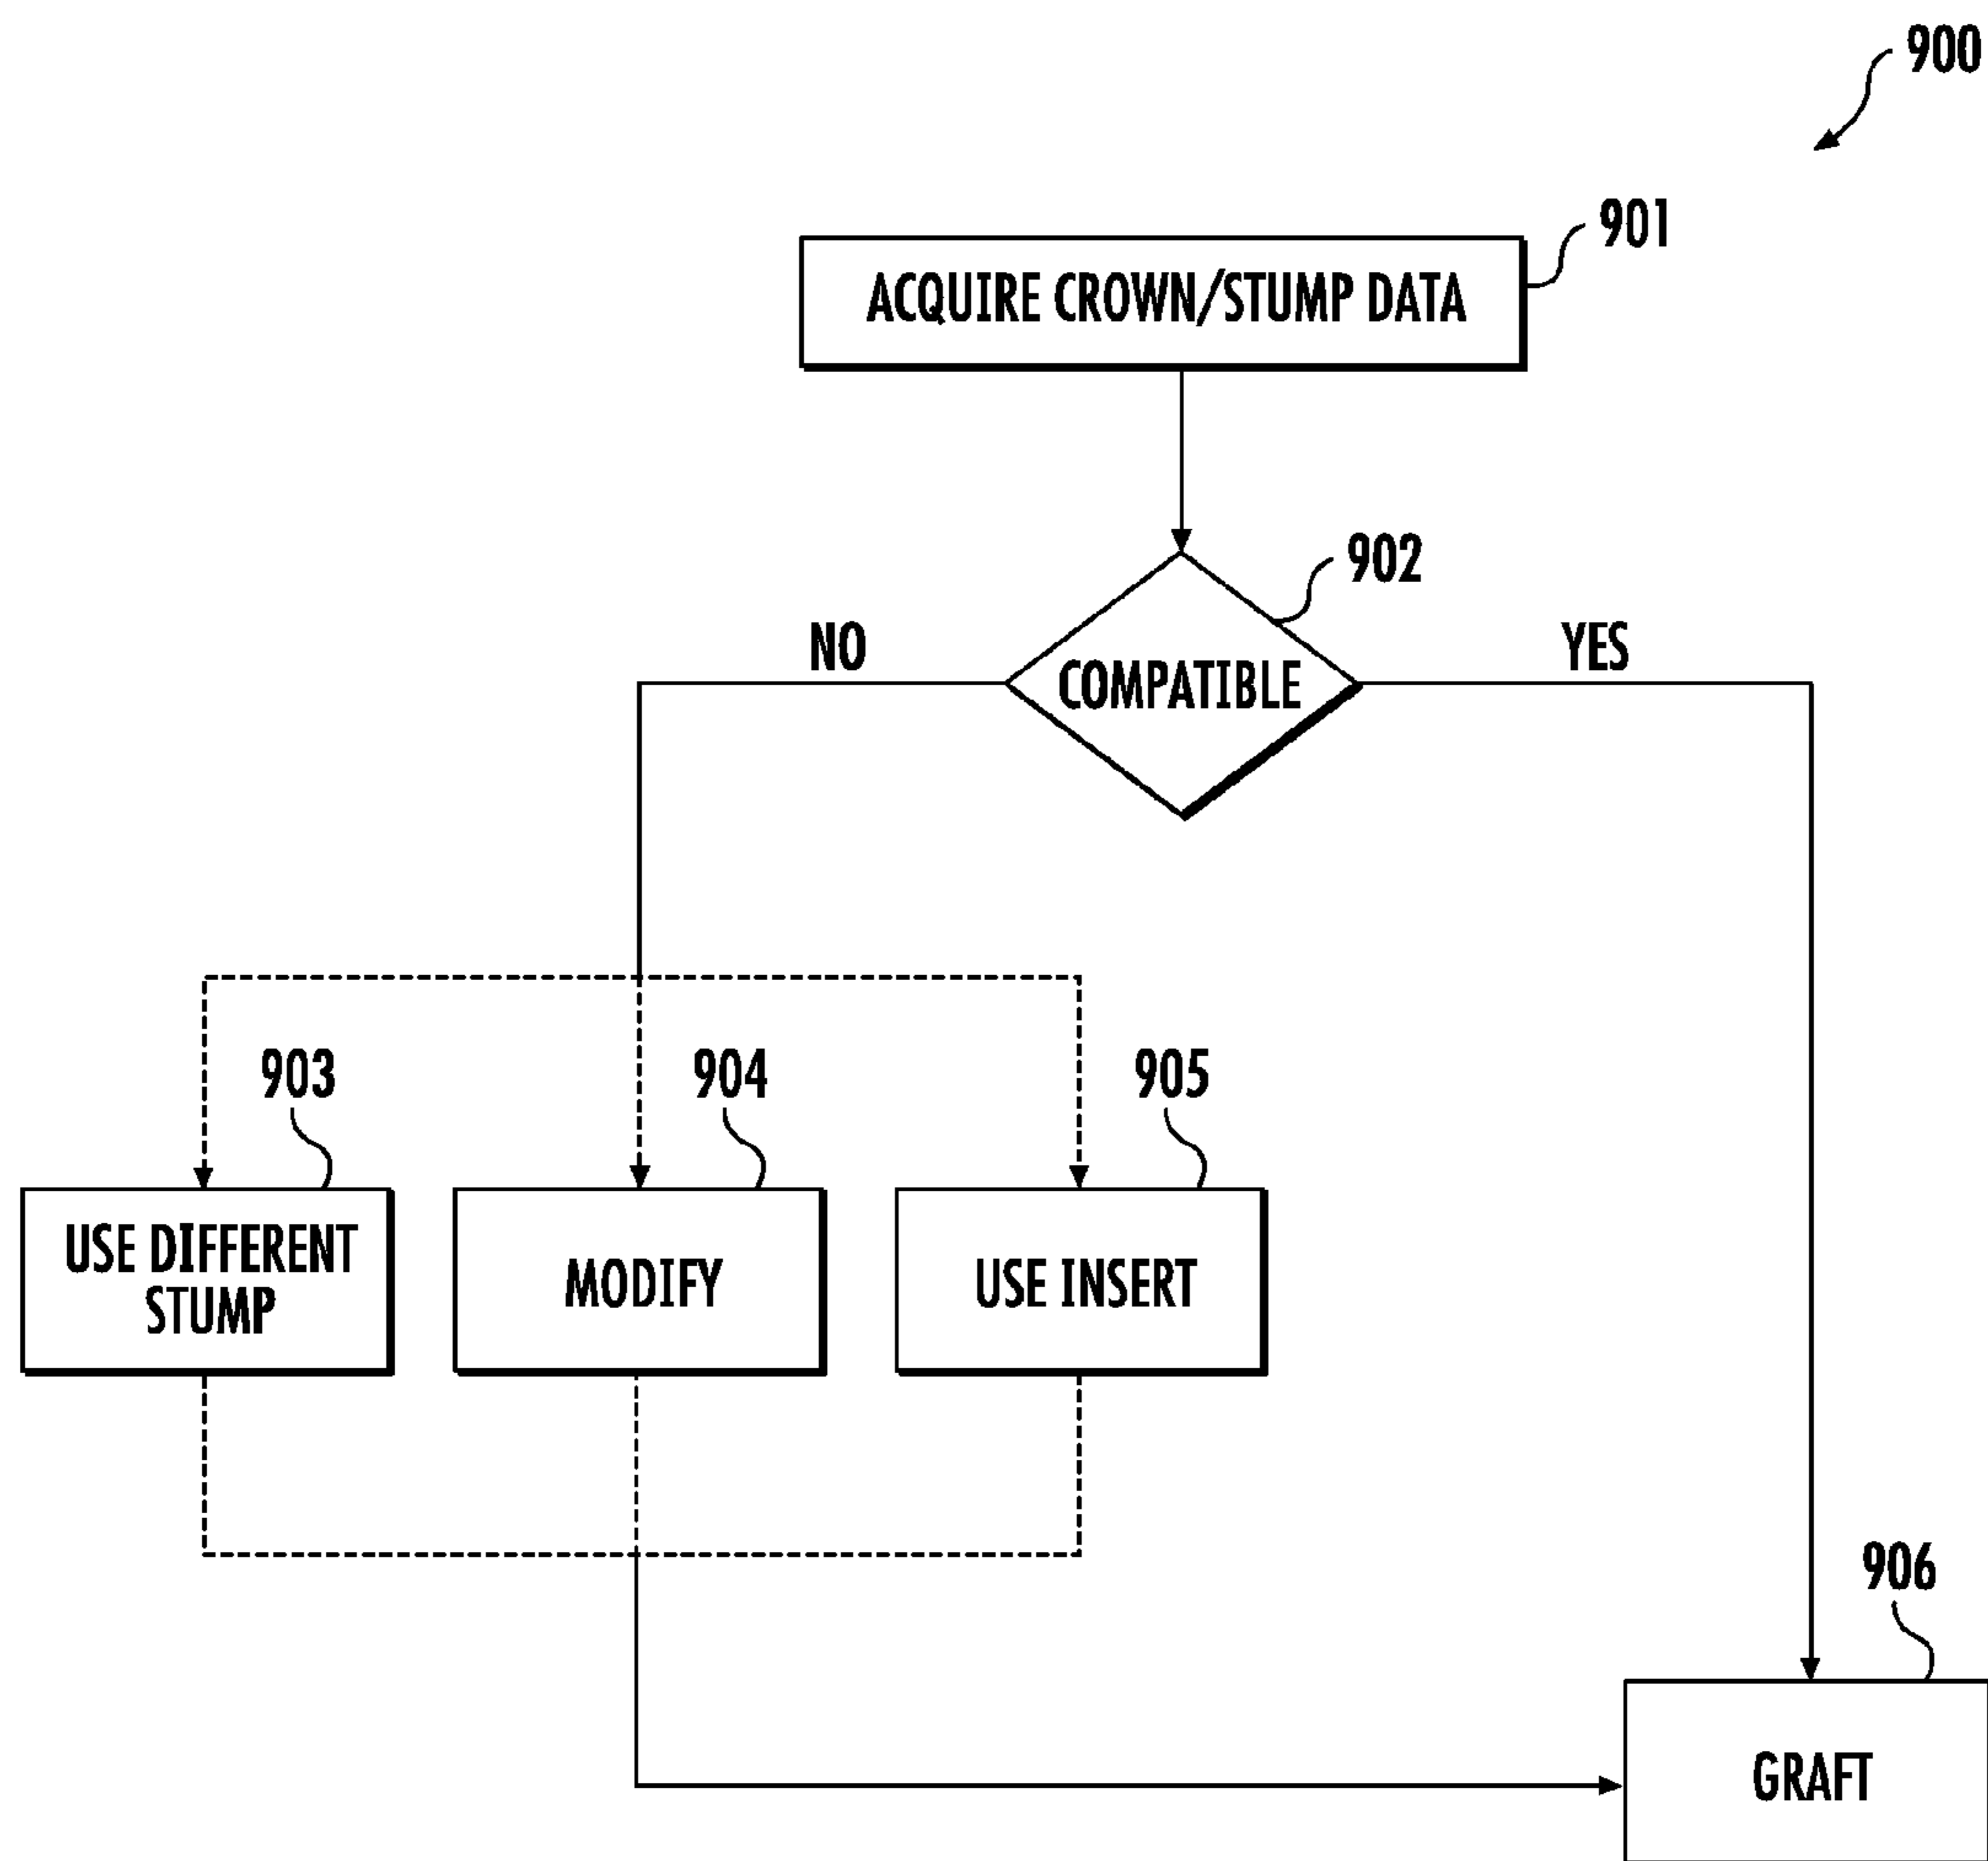 900
901
ACQUIRE CROWN/STUMP DATA
902
NO
COMPATIBLE
YES
903
904
905
USE DIFFERENT
STUMP
MODIFY
USE INSERT
906
GRAFT